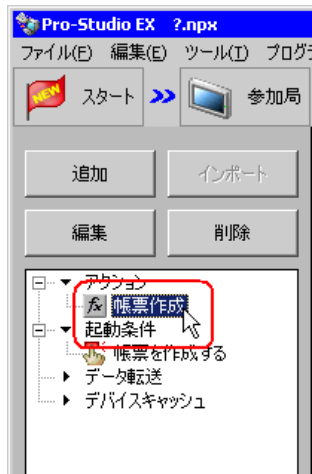 Pro-Studio EX ?.npx
ファイル(F) 編集(E) ツール(T) プログ
NEW スタート 参加局
追加 インポート
編集 削除
アクション
fx 帳票作成
起動条件
帳票を作成する
データ転送
デバイスキャッシュ